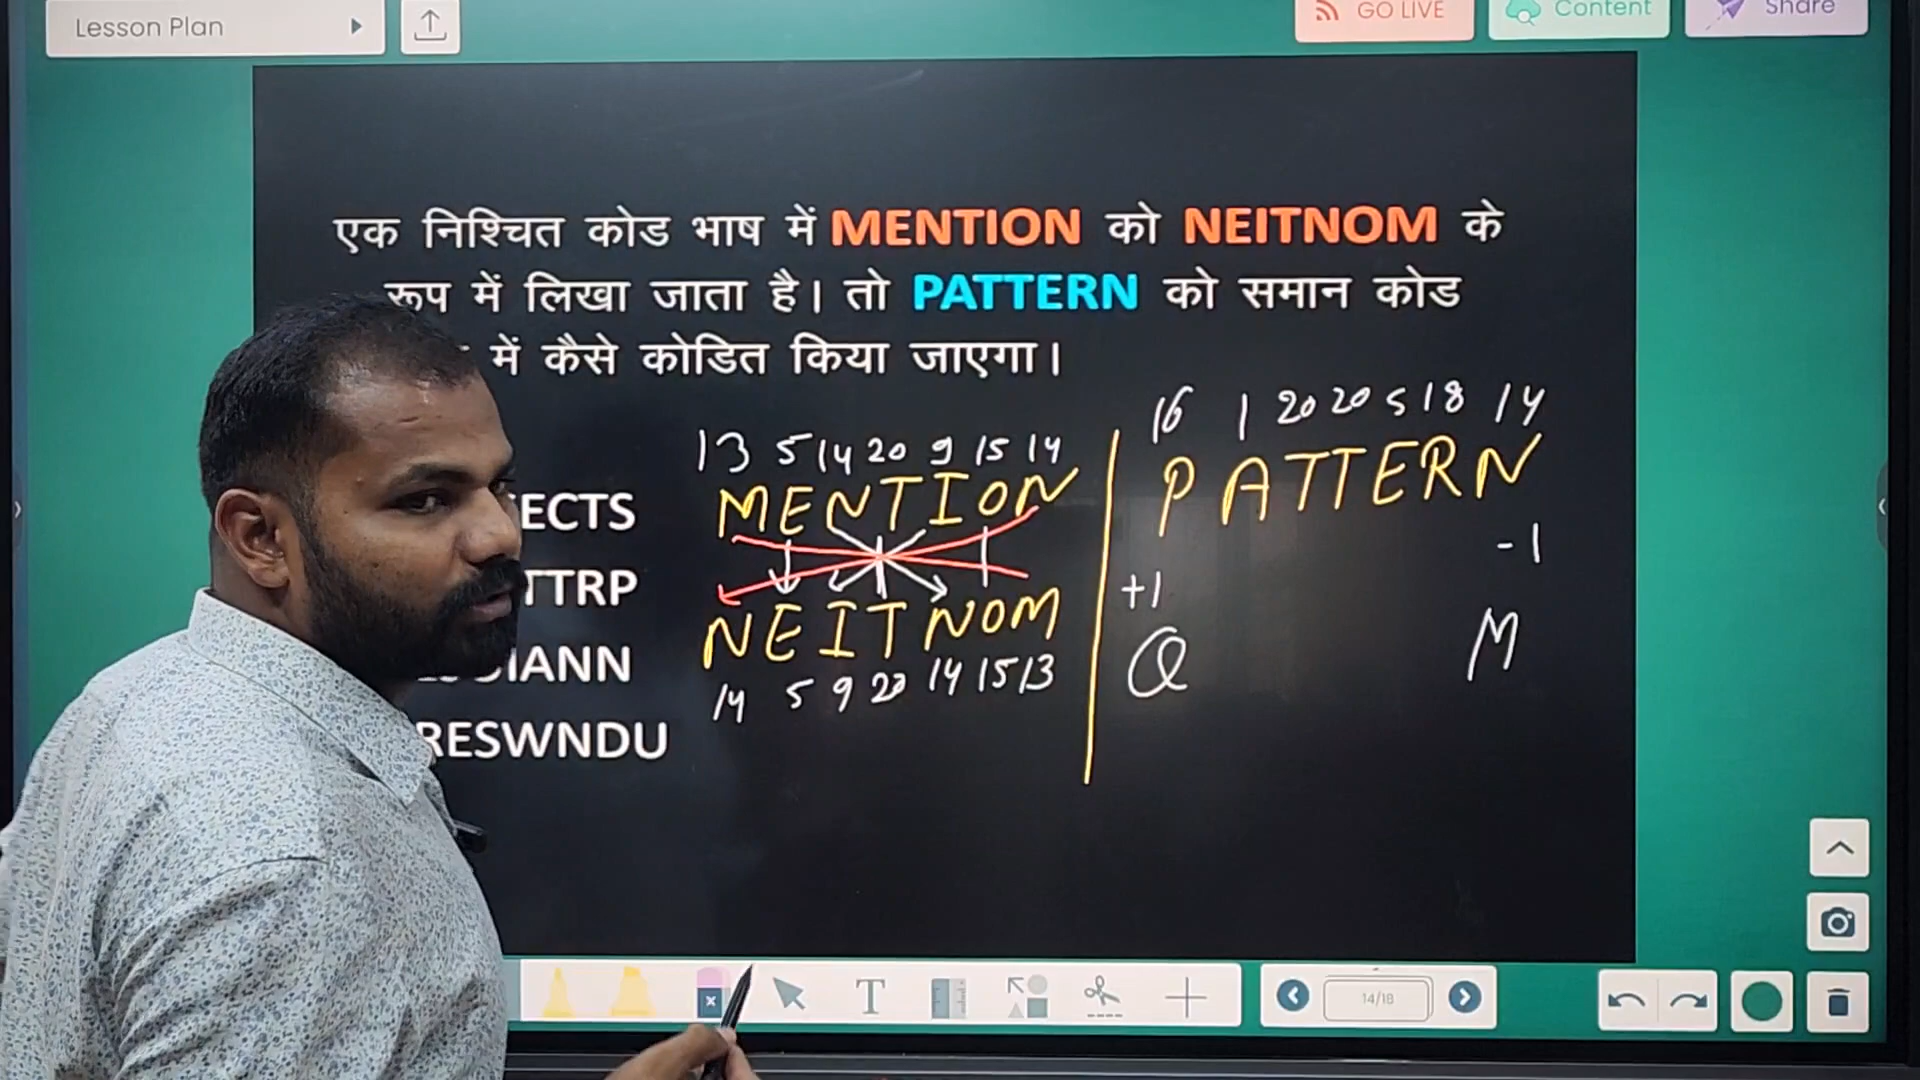 Lesson Plan
GO LIVE
Content
Share
एक निश्चित कोड भाष में MENTION को NEITNOM के
रूप में लिखा जाता है। तो PATTERN को समान कोड
में कैसे कोडित किया जाएगा।
16 1 20 20 5 18 14
13 5 14 20 9 15 14
PATTERN
MENTION
ECTS
-1
TTRP
+1
NEITNOM
Q M
IANN
14 5 9 20 14 15 13
RESWNDU
T
14/18